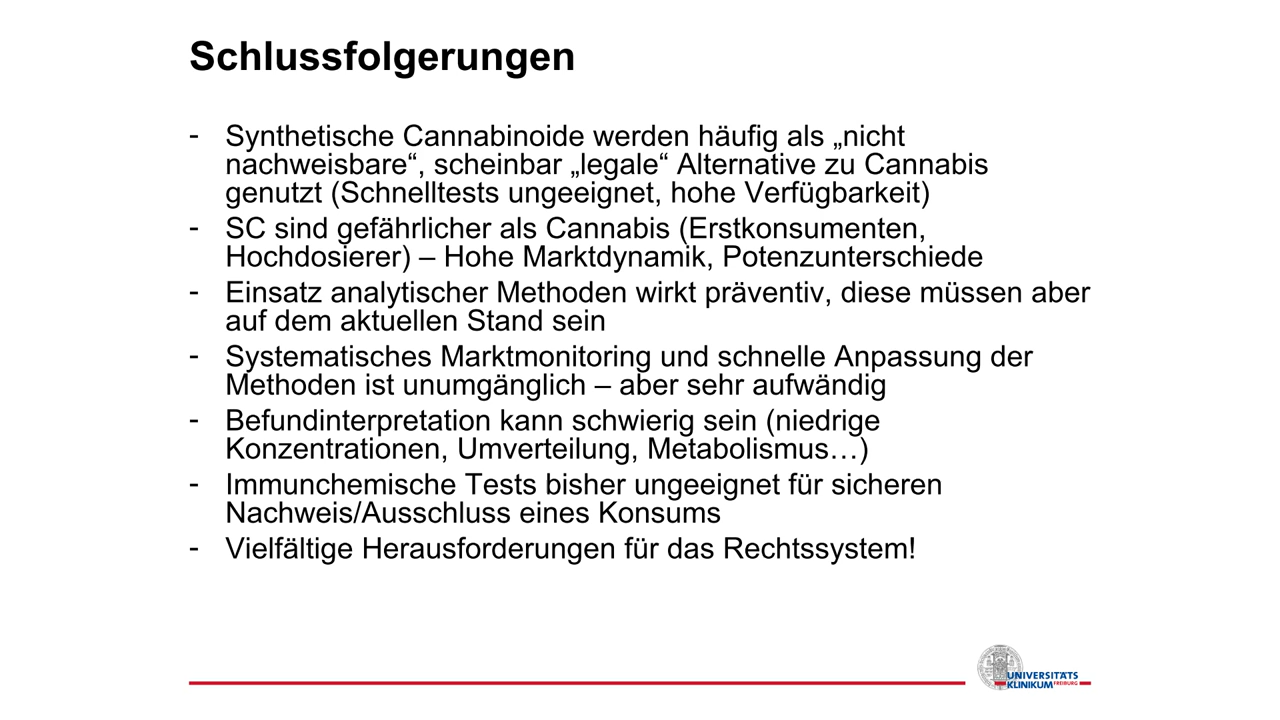 Schlussfolgerungen
- Synthetische Cannabinoide werden häufig als „nicht
nachweisbare“, scheinbar „legale“ Alternative zu Cannabis
genutzt (Schnelltests ungeeignet, hohe Verfügbarkeit)
- SC sind gefährlicher als Cannabis (Erstkonsumenten,
Hochdosierer) – Hohe Marktdynamik, Potenzunterschiede
- Einsatz analytischer Methoden wirkt präventiv, diese müssen aber
auf dem aktuellen Stand sein
- Systematisches Marktmonitoring und schnelle Anpassung der
Methoden ist unumgänglich – aber sehr aufwändig
- Befundinterpretation kann schwierig sein (niedrige
Konzentrationen, Umverteilung, Metabolismus…)
- Immunchemische Tests bisher ungeeignet für sicheren
Nachweis/Ausschluss eines Konsums
- Vielfältige Herausforderungen für das Rechtssystem!
UNIVERSITÄTS
KLINIKUM FREIBURG